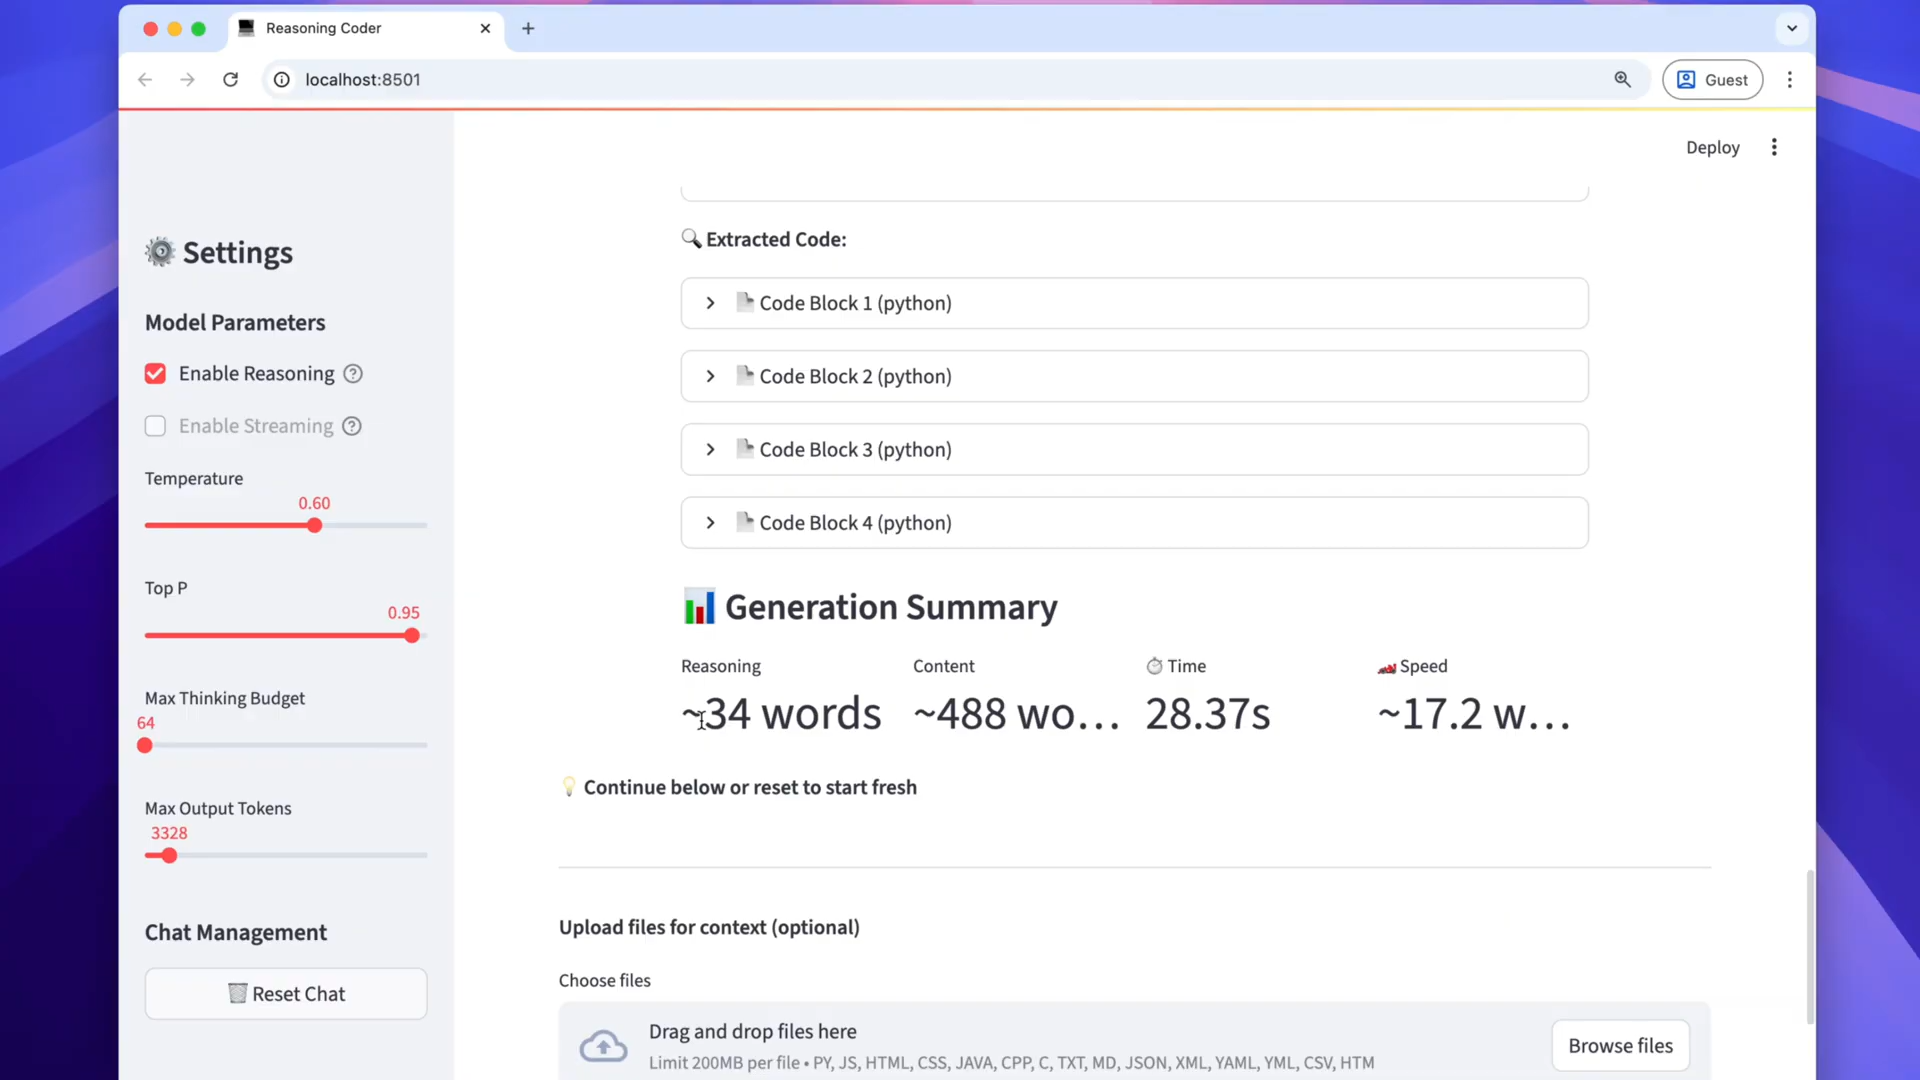 Reasoning Coder
localhost:8501
Guest
Deploy
Settings
Model Parameters
Enable Reasoning
Enable Streaming
Temperature
0.60
Top P
0.95
Max Thinking Budget
64
Max Output Tokens
3328
Chat Management
Reset Chat
Extracted Code:
Code Block 1 (python)
Code Block 2 (python)
Code Block 3 (python)
Code Block 4 (python)
Generation Summary
Reasoning Content Time Speed
~34 words ~488 wo... 28.37s ~17.2 w...
Continue below or reset to start fresh
Upload files for context (optional)
Choose files
Drag and drop files here
Limit 200MB per file • PY, JS, HTML, CSS, JAVA, CPP, C, TXT, MD, JSON, XML, YAML, YML, CSV, HTM
Browse files